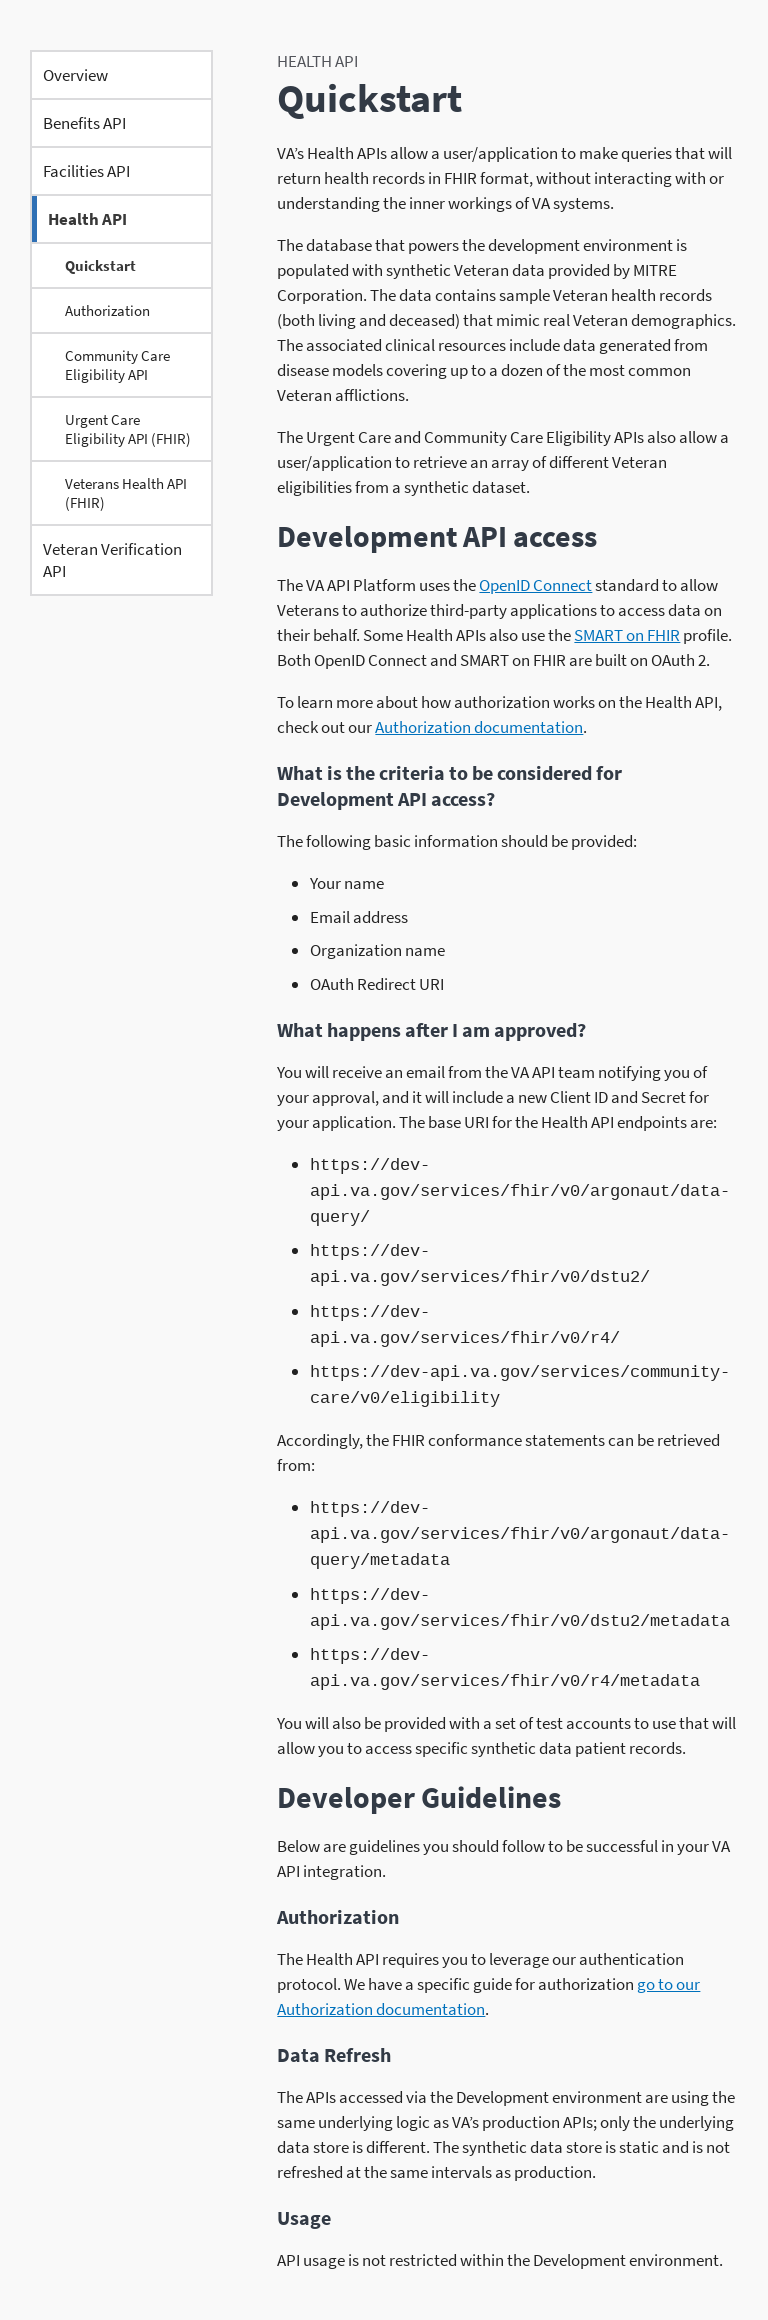 Overview
Benefits API
Facilities API
Health API
Quickstart
Authorization
Community Care
Eligibility API
Urgent Care
Eligibility API (FHIR)
Veterans Health API
(FHIR)
Veteran Verification
API
HEALTH API
Quickstart
VA’s Health APIs allow a user/application to make queries that will
return health records in FHIR format, without interacting with or
understanding the inner workings of VA systems.
The database that powers the development environment is
populated with synthetic Veteran data provided by MITRE
Corporation. The data contains sample Veteran health records
(both living and deceased) that mimic real Veteran demographics.
The associated clinical resources include data generated from
disease models covering up to a dozen of the most common
Veteran afflictions.
The Urgent Care and Community Care Eligibility APIs also allow a
user/application to retrieve an array of different Veteran
eligibilities from a synthetic dataset.
Development API access
The VA API Platform uses the OpenID Connect standard to allow
Veterans to authorize third-party applications to access data on
their behalf. Some Health APIs also use the SMART on FHIR profile.
Both OpenID Connect and SMART on FHIR are built on OAuth 2.
To learn more about how authorization works on the Health API,
check out our Authorization documentation.
What is the criteria to be considered for
Development API access?
The following basic information should be provided:
• Your name
• Email address
• Organization name
• OAuth Redirect URI
What happens after I am approved?
You will receive an email from the VA API team notifying you of
your approval, and it will include a new Client ID and Secret for
your application. The base URI for the Health API endpoints are:
• https://dev-
api.va.gov/services/fhir/v0/argonaut/data-
query/
• https://dev-
api.va.gov/services/fhir/v0/dstu2/
• https://dev-
api.va.gov/services/fhir/v0/r4/
• https://dev-api.va.gov/services/community-
care/v0/eligibility
Accordingly, the FHIR conformance statements can be retrieved
from:
• https://dev-
api.va.gov/services/fhir/v0/argonaut/data-
query/metadata
• https://dev-
api.va.gov/services/fhir/v0/dstu2/metadata
• https://dev-
api.va.gov/services/fhir/v0/r4/metadata
You will also be provided with a set of test accounts to use that will
allow you to access specific synthetic data patient records.
Developer Guidelines
Below are guidelines you should follow to be successful in your VA
API integration.
Authorization
The Health API requires you to leverage our authentication
protocol. We have a specific guide for authorization go to our
Authorization documentation.
Data Refresh
The APIs accessed via the Development environment are using the
same underlying logic as VA’s production APIs; only the underlying
data store is different. The synthetic data store is static and is not
refreshed at the same intervals as production.
Usage
API usage is not restricted within the Development environment.